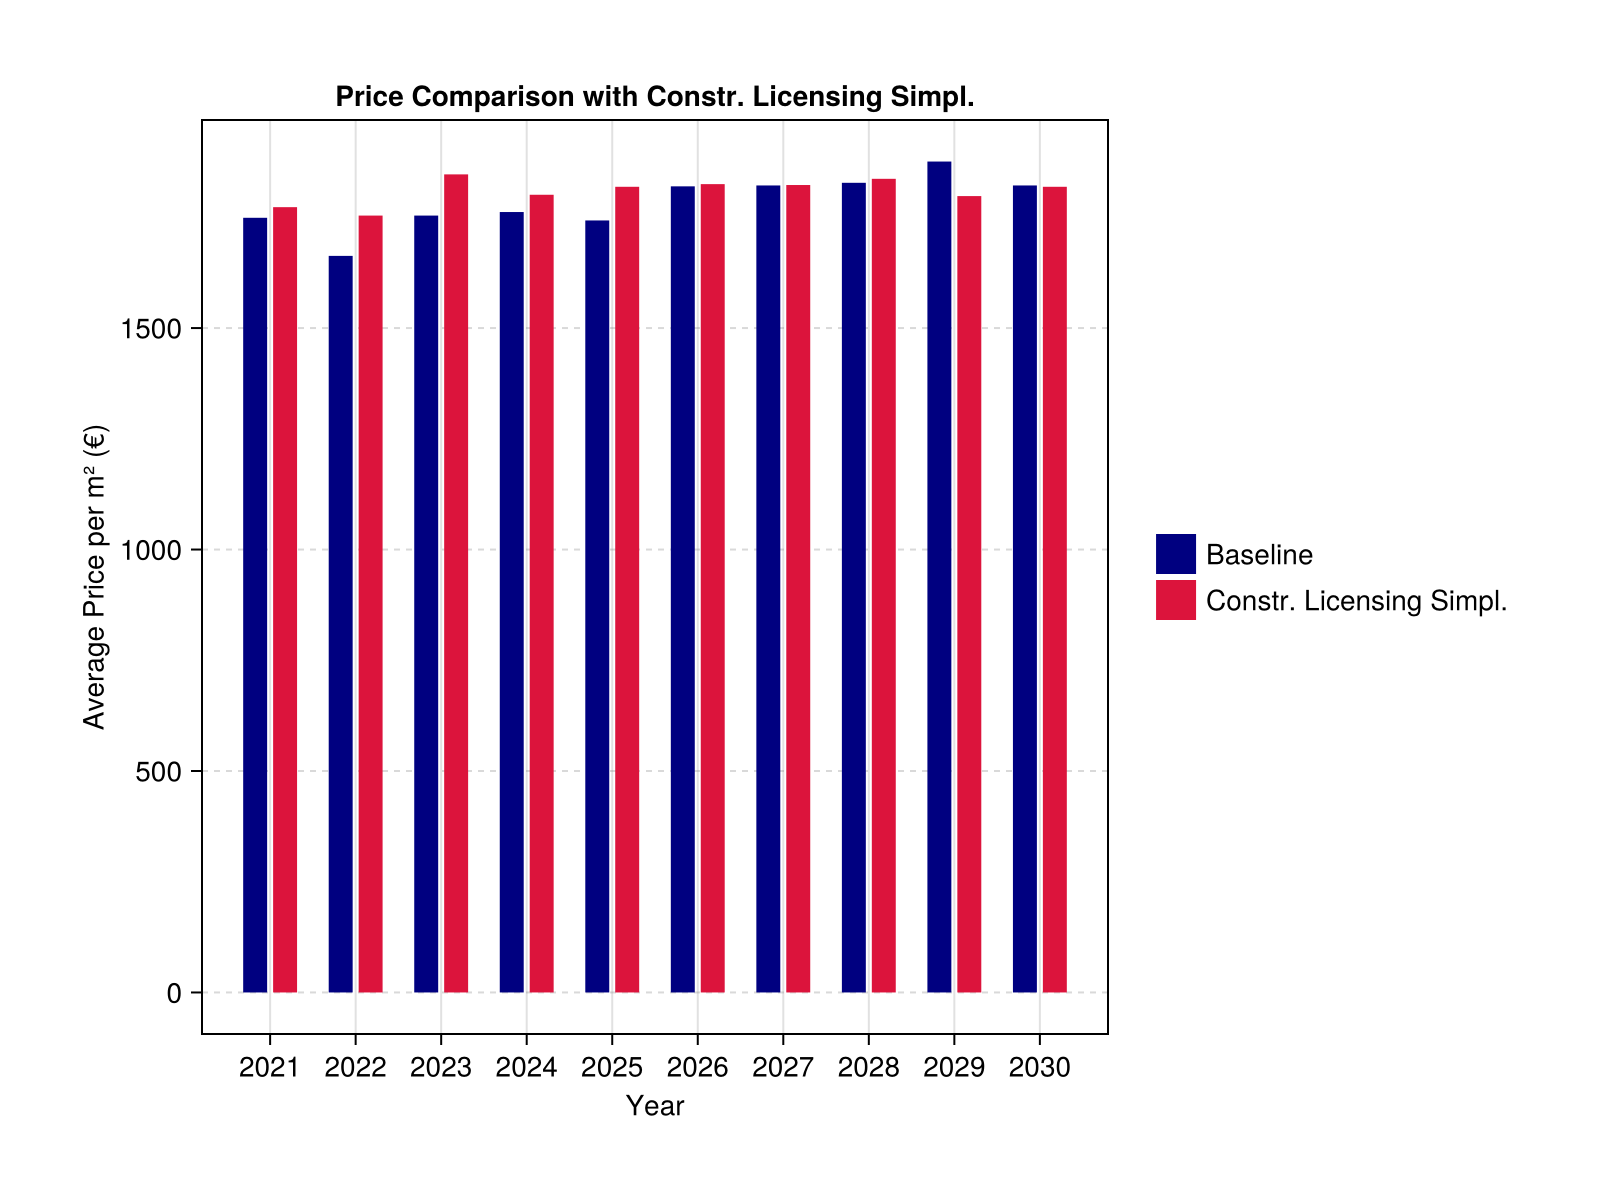 Price Comparison with Constr. Licensing Simpl.
Average Price per m² (€)
1500
1000
500
0
2021 2022 2023 2024 2025 2026 2027 2028 2029 2030
Year
Baseline
Constr. Licensing Simpl.